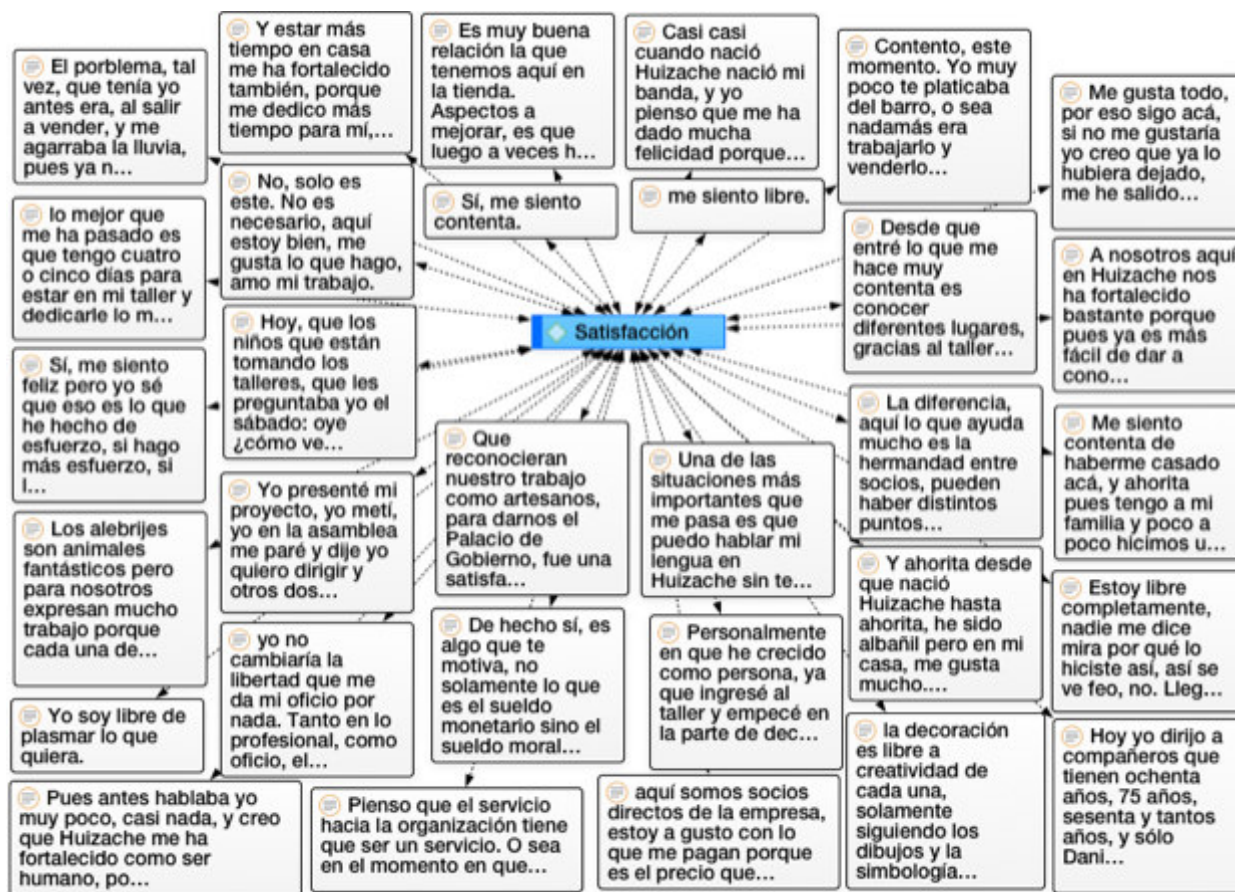 El porblema, tal
vez, que tenía yo
antes era, al salir
a vender, y me
agarraba la lluvia,
pues ya n...
Y estar más
tiempo en casa
me ha fortalecido
también, porque
me dedico más
tiempo para mí,...
Es muy buena
relación la que
tenemos aquí en
la tienda.
Aspectos a
mejorar, es que
luego a veces h...
Casi casi
cuando nació
Huizache nació mi
banda, y yo
pienso que me ha
dado mucha
felicidad porque...
Contento, este
momento. Yo muy
poco te platicaba
del barro, o sea
nadamás era
trabajarlo y
venderlo...
Me gusta todo,
por eso sigo acá,
si no me gustaría
yo creo que ya lo
hubiera dejado,
me he salido...
lo mejor que
me ha pasado es
que tengo cuatro
o cinco días para
estar en mi taller y
dedicarle lo m...
No, solo es
este. No es
necesario, aquí
estoy bien, me
gusta lo que hago,
amo mi trabajo.
Sí, me siento
contenta.
me siento libre.
Desde que
entré lo que me
hace muy
contenta es
conocer
diferentes lugares,
gracias al taller...
A nosotros aquí
en Huizache nos
ha fortalecido
bastante porque
pues ya es más
fácil de dar a
cono...
Sí, me siento
feliz pero yo sé
que eso es lo que
he hecho de
esfuerzo, si hago
más esfuerzo, si
l...
Hoy, que los
niños que están
tomando los
talleres, que les
preguntaba yo el
sábado: oye
¿cómo ve...
Satisfacción
La diferencia,
aquí lo que ayuda
mucho es la
hermandad entre
socios, pueden
haber distintos
puntos...
Me siento
contenta de
haberme casado
acá, y ahorita
pues tengo a mi
familia y poco a
poco hicimos u...
Los alebrijes
son animales
fantásticos pero
para nosotros
expresan mucho
trabajo porque
cada una de...
Yo presenté mi
proyecto, yo metí,
yo en la asamblea
me paré y dije yo
quiero dirigir y
otros dos...
Que
reconocieran
nuestro trabajo
como artesanos,
para darnos el
Palacio de
Gobierno, fue una
satisfa...
Una de las
situaciones más
importantes que
me pasa es que
puedo hablar mi
lengua en
Huizache sin te...
Y ahorita desde
que nació
Huizache hasta
ahorita, he sido
albañil pero en mi
casa, me gusta
mucho....
Estoy libre
completamente,
nadie me dice
mira por qué lo
hiciste así, así se
ve feo, no. Lleg...
Yo soy libre de
plasmar lo que
quiera.
yo no
cambiaría la
libertad que me
da mi oficio por
nada. Tanto en lo
profesional, como
oficio, el...
De hecho sí, es
algo que te
motiva, no
solamente lo que
es el sueldo
monetario sino el
sueldo moral...
Personalmente
en que he crecido
como persona, ya
que ingresé al
taller y empecé en
la parte de dec...
la decoración
es libre a
creatividad de
cada una,
solamente
siguiendo los
dibujos y la
simbología...
Hoy yo dirijo a
compañeros que
tienen ochenta
años, 75 años,
sesenta y tantos
años, y sólo
Dani...
Pues antes hablaba yo
muy poco, casi nada, y creo
que Huizache me ha
fortalecido como ser
humano, po...
Pienso que el servicio
hacia la organización tiene
que ser un servicio. O sea
en el momento en que...
aquí somos socios
directos de la empresa,
estoy a gusto con lo
que me pagan porque
es el precio que...